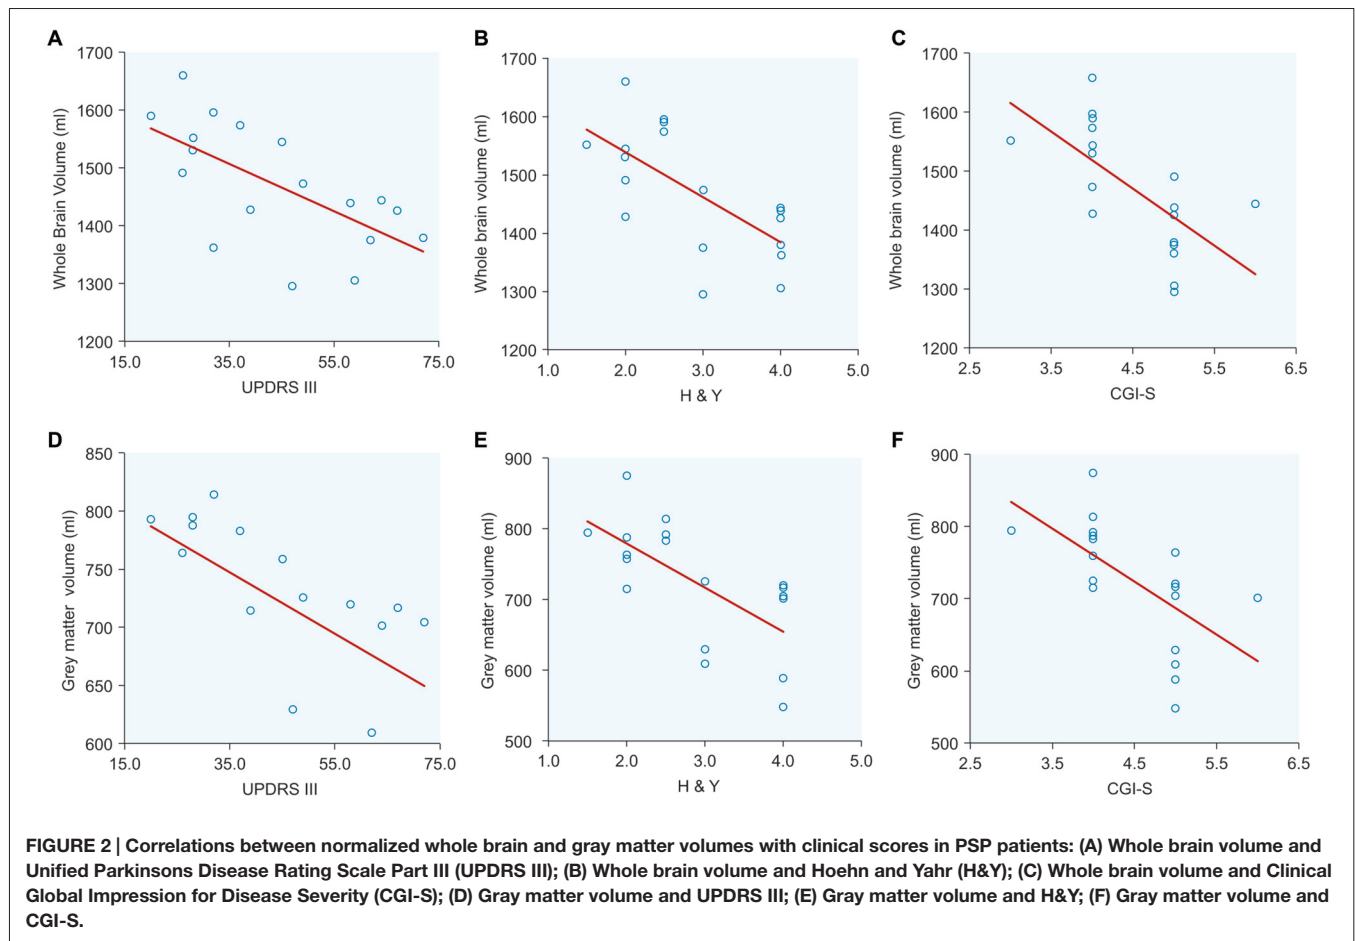 A
1700
1600
1500
1400
1300
1200
15.0 35.0 55.0 75.0
Whole Brain Volume (ml)
UPDRS III
B
1700
1600
1500
1400
1300
1200
1.0 2.0 3.0 4.0 5.0
Whole brain volume (ml)
H & Y
C
1700
1600
1500
1400
1300
1200
2.5 3.5 4.5 5.5 6.5
Whole brain volume (ml)
CGI-S
D
850
800
750
700
650
600
15.0 35.0 55.0 75.0
Grey matter volume (ml)
UPDRS III
E
900
800
700
600
500
1.0 2.0 3.0 4.0 5.0
Grey matter volume (ml)
H & Y
F
900
800
700
600
500
2.5 3.5 4.5 5.5 6.5
Grey matter volume (ml)
CGI-S
FIGURE 2 | Correlations between normalized whole brain and gray matter volumes with clinical scores in PSP patients: (A) Whole brain volume and
Unified Parkinsons Disease Rating Scale Part III (UPDRS III); (B) Whole brain volume and Hoehn and Yahr (H&Y); (C) Whole brain volume and Clinical
Global Impression for Disease Severity (CGI-S); (D) Gray matter volume and UPDRS III; (E) Gray matter volume and H&Y; (F) Gray matter volume and
CGI-S.